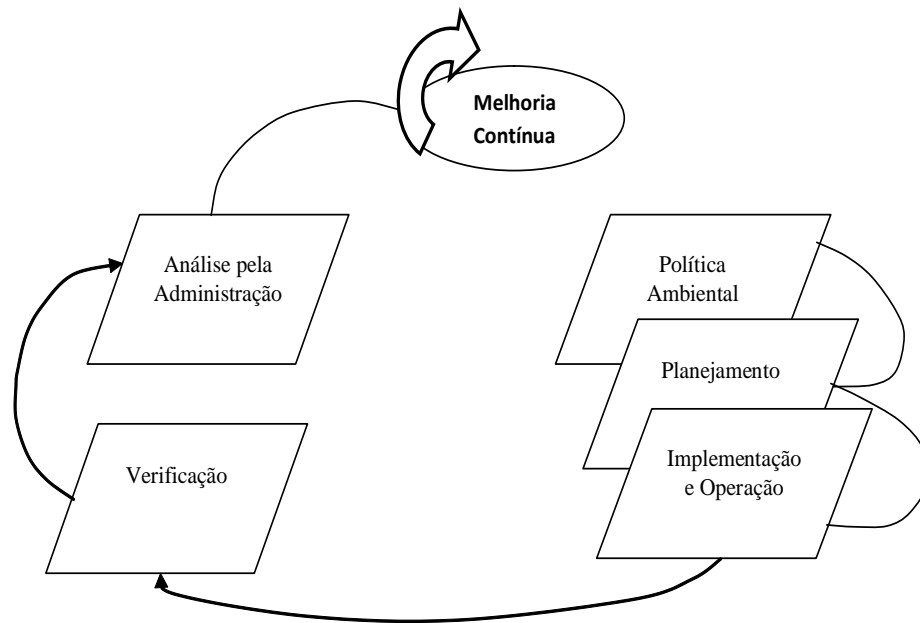 Melhoria
Contínua
Análise pela
Administração
Política
Ambiental
Planejamento
Verificação
Implementação
e Operação